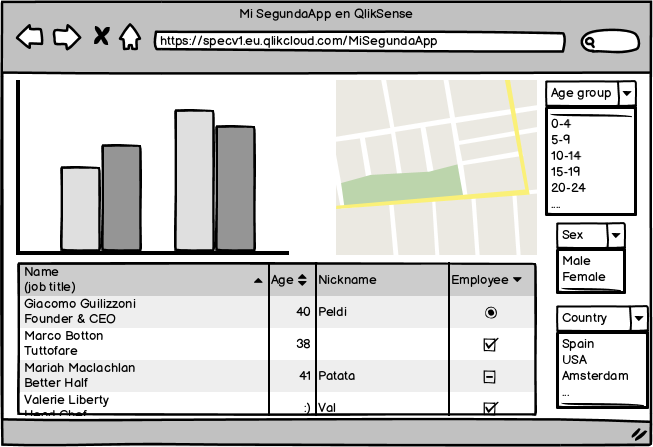 Mi SegundaApp en QlikSense
https://specv1.eu.qlikcloud.com/MiSegundaApp
Age group
0-4
5-9
10-14
15-19
20-24
....
Sex
Male
Female
Country
Spain
USA
Amsterdam
...
Name
(job title)
Age
Nickname
Employee
Giacomo Guilizzoni
Founder & CEO
40
Peldi
Marco Botton
Tuttofare
38
Mariah Maclachlan
Better Half
41
Patata
Valerie Liberty
Head Chef
:)
Val